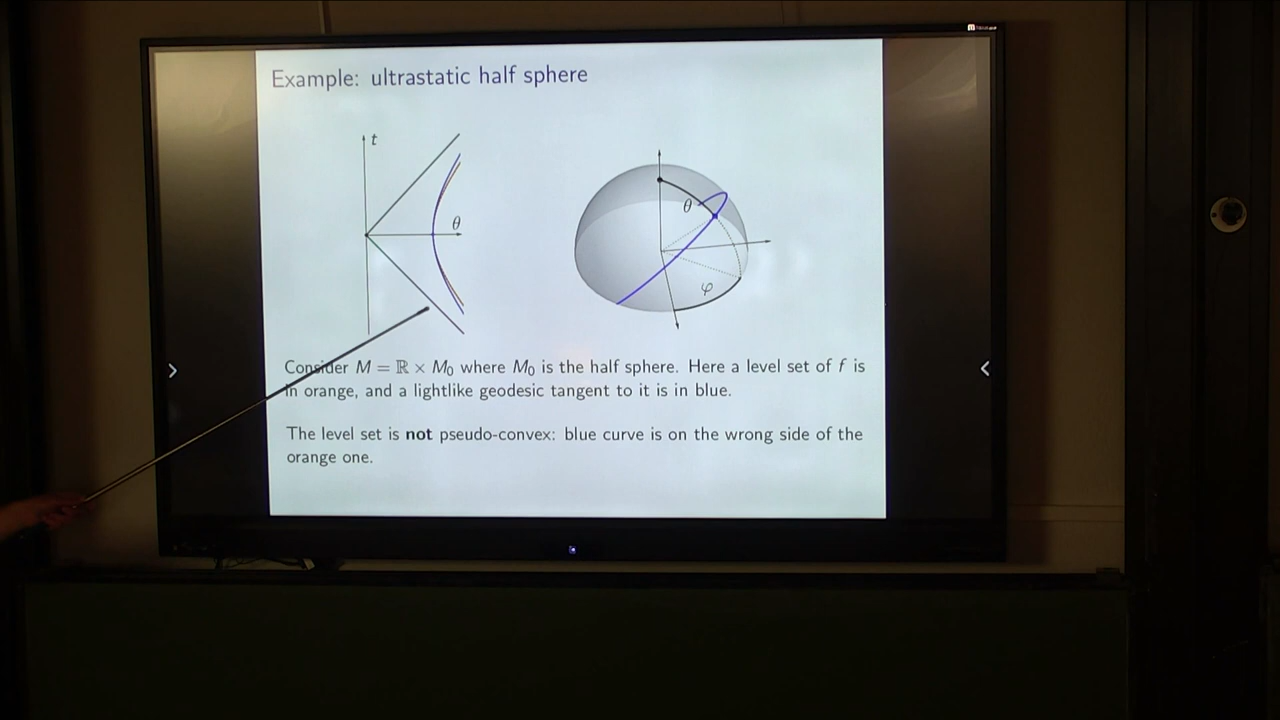 Example: ultrastatic half sphere
t
θ
θ
φ
Consider M = ℝ × M₀ where M₀ is the half sphere. Here a level set of f is
in orange, and a lightlike geodesic tangent to it is in blue.
The level set is not pseudo-convex: blue curve is on the wrong side of the
orange one.